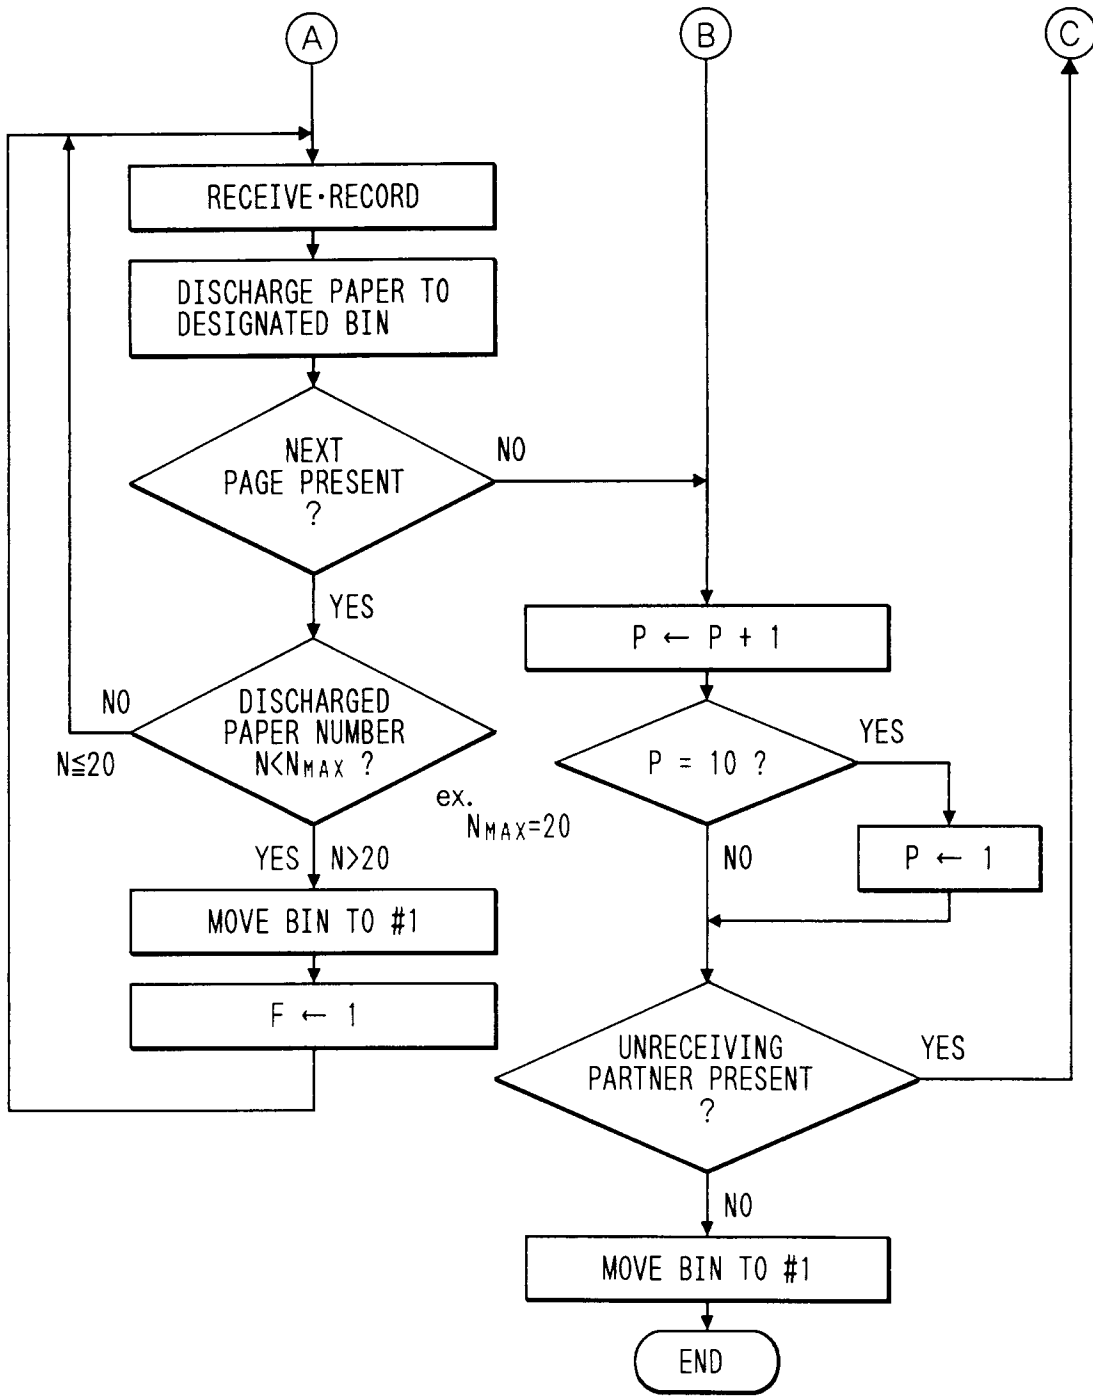 A
B
C
RECEIVE·RECORD
DISCHARGE PAPER TO
DESIGNATED BIN
NEXT
PAGE PRESENT
?
NO
YES
DISCHARGED
PAPER NUMBER
N<NMAX ?
NO
N≦20
ex.
NMAX=20
YES N>20
MOVE BIN TO #1
F ← 1
P ← P + 1
P = 10 ?
YES
NO
P ← 1
UNRECEIVING
PARTNER PRESENT
?
YES
NO
MOVE BIN TO #1
END